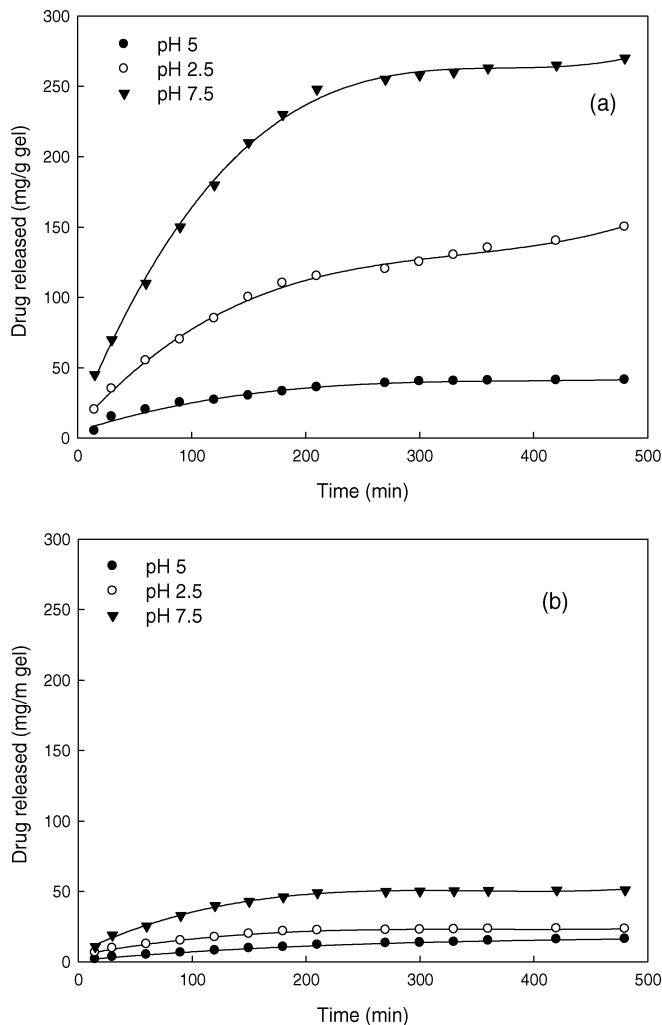 300
250
200
150
100
50
0
Drug released (mg/g gel)
pH 5
pH 2.5
pH 7.5
(a)
0 100 200 300 400 500
Time (min)
300
250
200
150
100
50
0
Drug released (mg/m gel)
pH 5
pH 2.5
pH 7.5
(b)
0 100 200 300 400 500
Time (min)